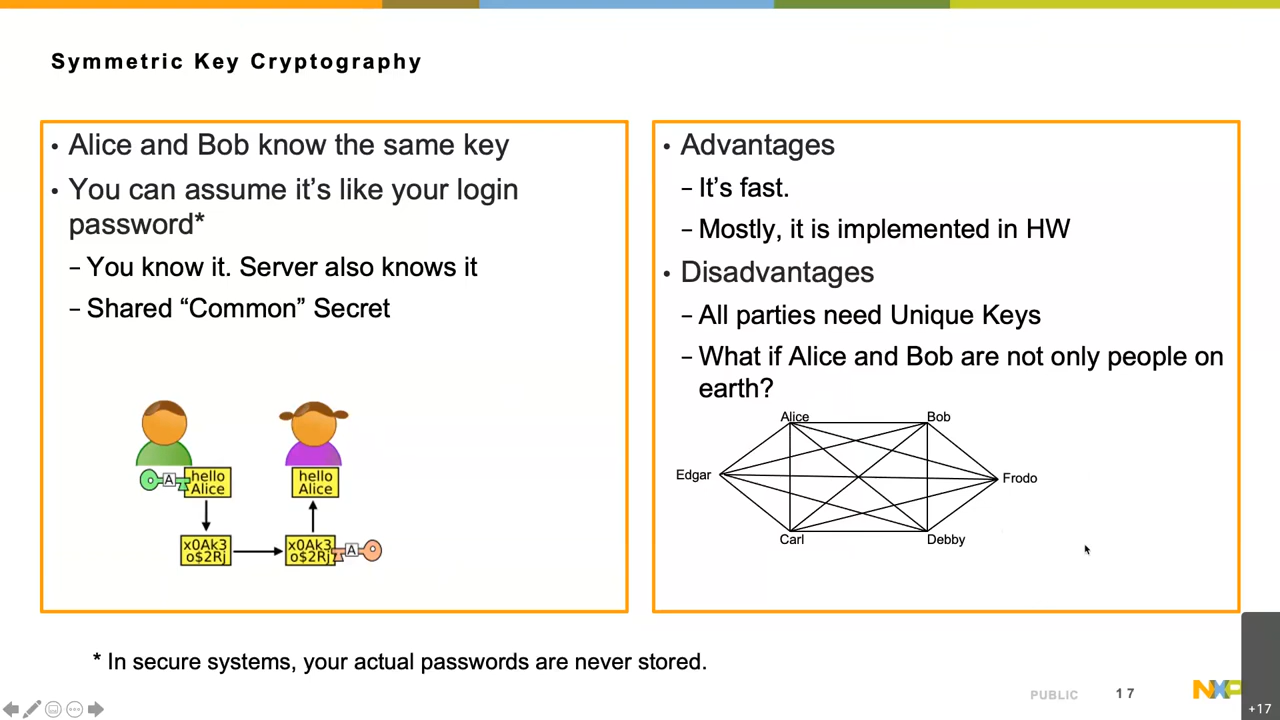 Symmetric Key Cryptography
• Alice and Bob know the same key
• You can assume it's like your login
password*
– You know it. Server also knows it
– Shared “Common” Secret
hello
Alice
hello
Alice
A
x0Ak3
o$2Rj
x0Ak3
o$2Rj
A
• Advantages
– It's fast.
– Mostly, it is implemented in HW
• Disadvantages
– All parties need Unique Keys
– What if Alice and Bob are not only people on
earth?
Alice
Bob
Edgar
Frodo
Carl
Debby
* In secure systems, your actual passwords are never stored.
PUBLIC
17
NXP
+17